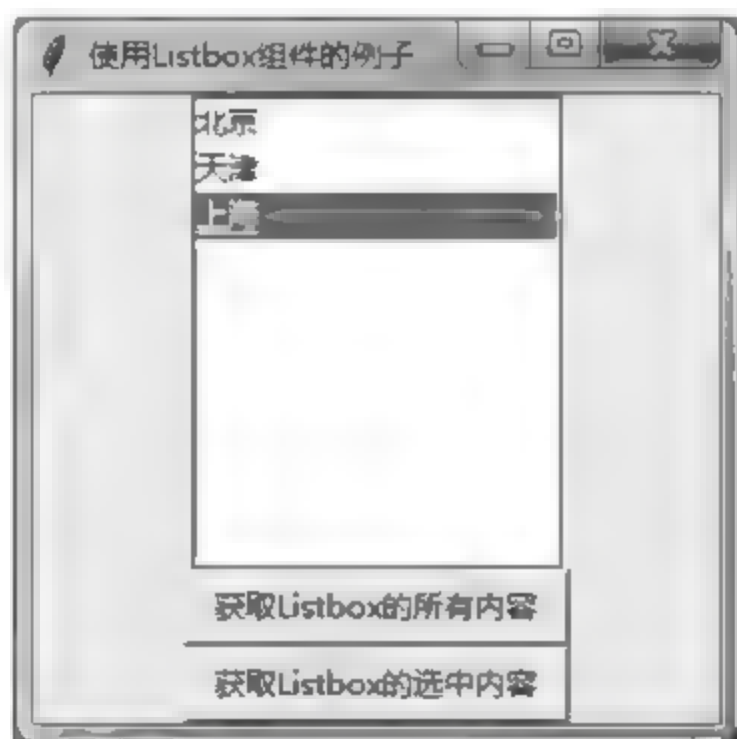 使用Listbox组件的例子
北京
天津
上海
获取Listbox的所有内容
获取Listbox的选中内容